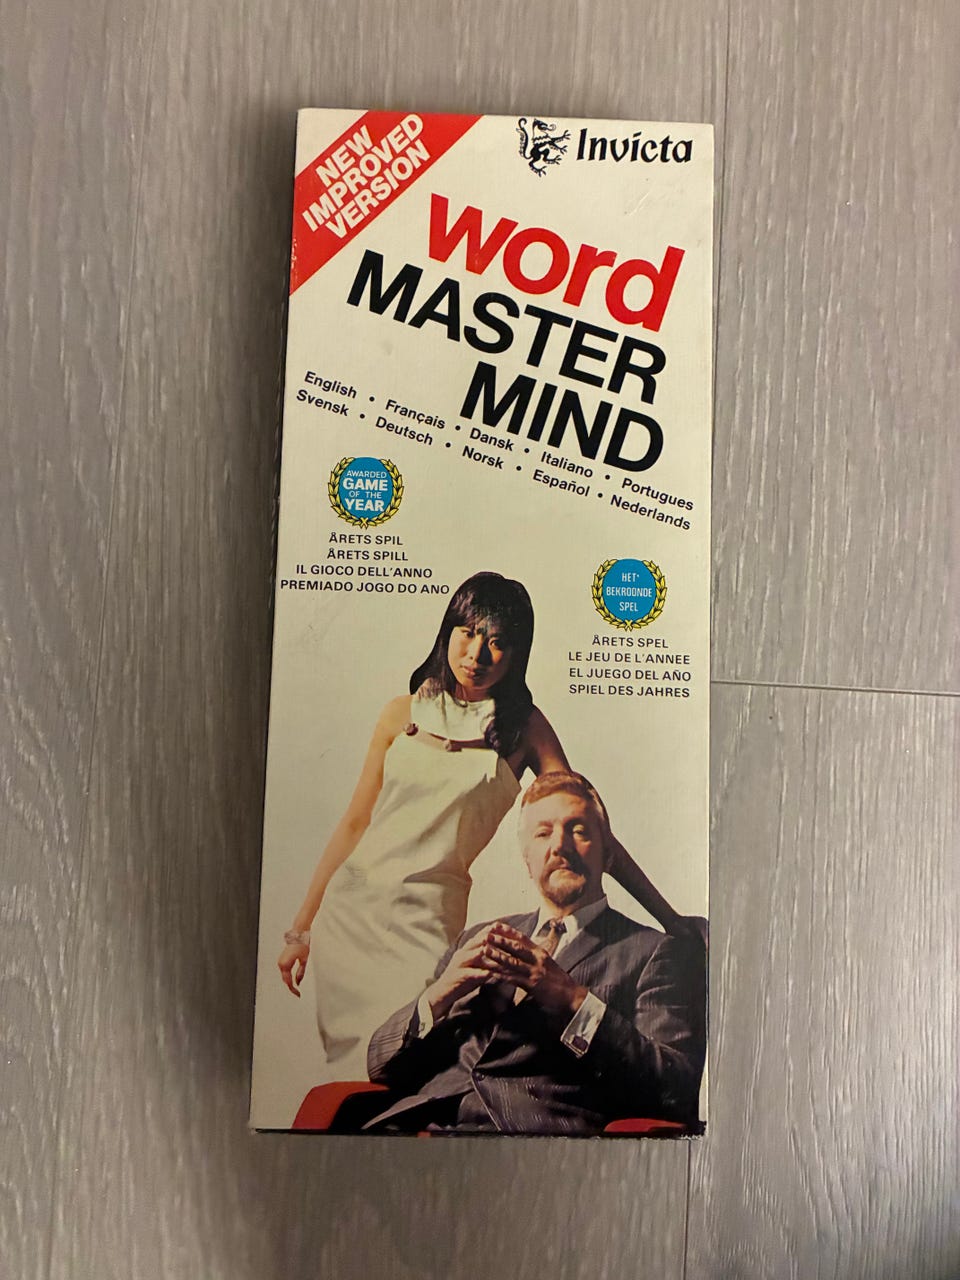 NEW
IMPROVED
VERSION
Invicta
word
MASTER
MIND
English • Français • Dansk • Italiano • Portugues
Svensk • Deutsch • Norsk • Español • Nederlands
AWARDED
GAME
OF THE
YEAR
ÅRETS SPIL
ÅRETS SPILL
IL GIOCO DELL'ANNO
PREMIADO JOGO DO ANO
HET
BEKROONDE
SPEL
ÅRETS SPEL
LE JEU DE L'ANNEE
EL JUEGO DEL AÑO
SPIEL DES JAHRES